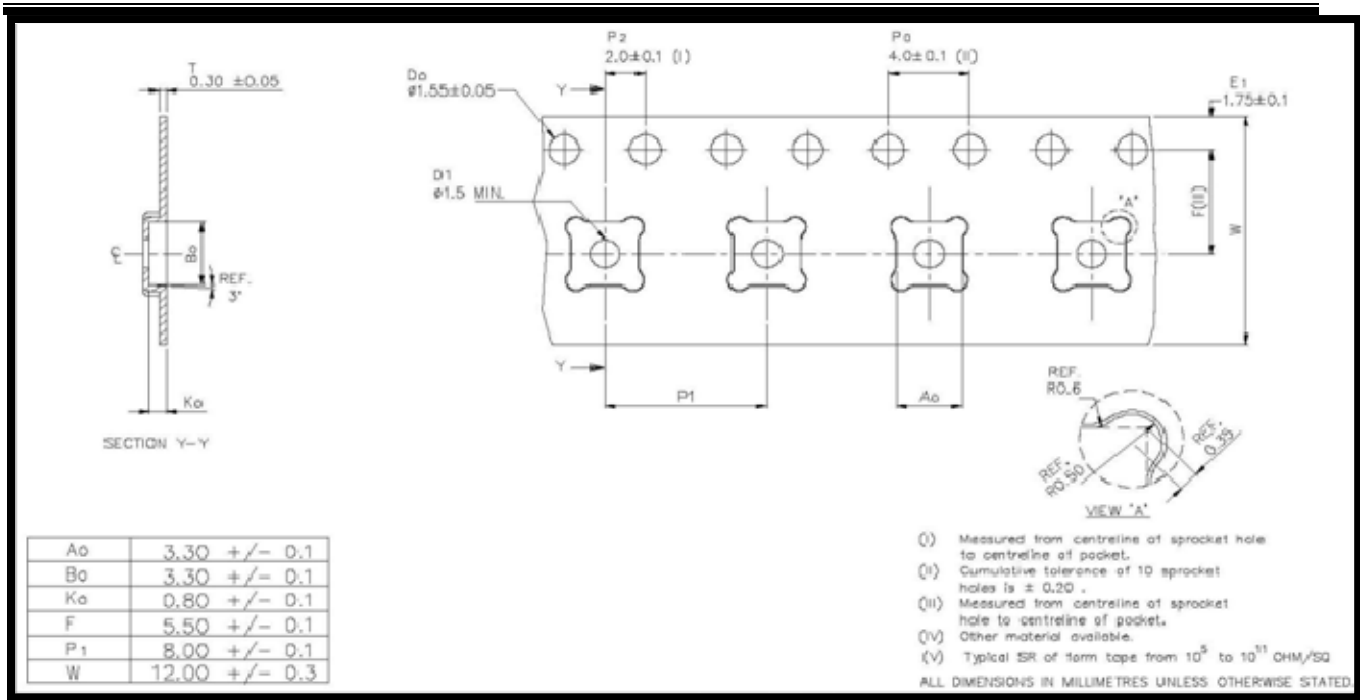 T
0.30 ±0.05
Do
ø1.55±0.05
P2
2.0±0.1 (I)
Po
4.0±0.1 (II)
E1
1.75±0.1
Y
D1
ø1.5 MIN.
"A"
F(III)
W
Bo
REF.
3°
Ko
SECTION Y-Y
Y
P1
Ao
REF.
R0.6
REF.
R0.50
REF.
0.39
VIEW "A"
Ao 3.30 +/- 0.1
Bo 3.30 +/- 0.1
Ko 0.80 +/- 0.1
F 5.50 +/- 0.1
P1 8.00 +/- 0.1
W 12.00 +/- 0.3
(I) Measured from centreline of sprocket hole
to centreline of pocket.
(II) Cumulative tolerance of 10 sprocket
holes is ± 0.20 .
(III) Measured from centreline of sprocket
hole to centreline of pocket.
(IV) Other material available.
(V) Typical SR of form tape from 10⁵ to 10¹¹ OHM/SQ
ALL DIMENSIONS IN MILLIMETRES UNLESS OTHERWISE STATED.